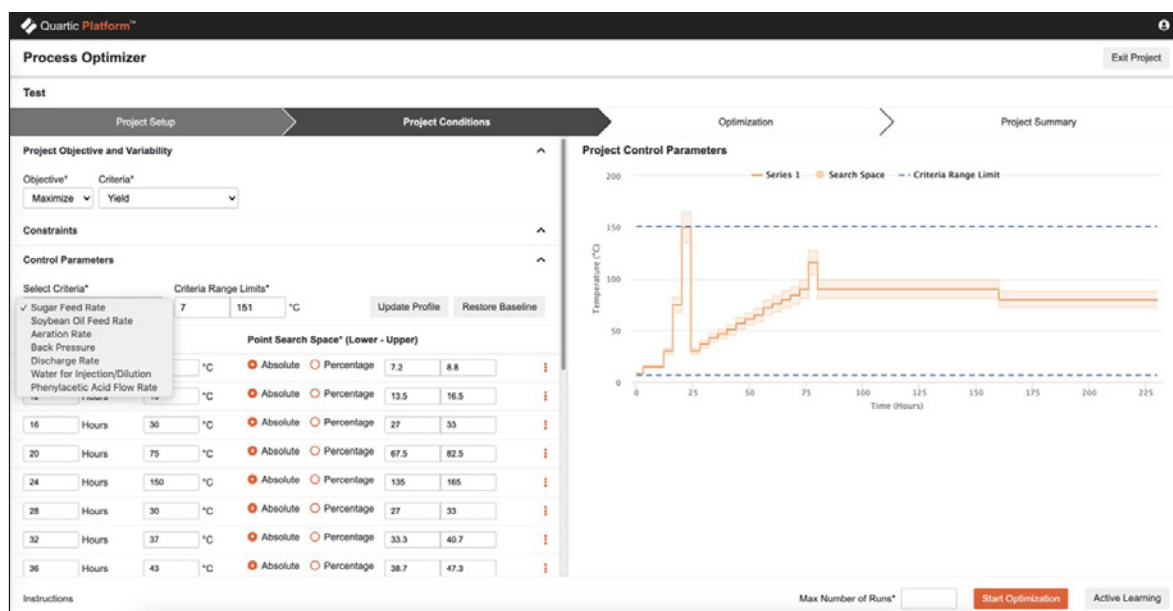 Quartic Platform™
Process Optimizer
Exit Project
Test
Project Setup
Project Conditions
Optimization
Project Summary
Project Objective and Variability
Objective*
Criteria*
Maximize
Yield
Constraints
Control Parameters
Select Criteria*
Criteria Range Limits*
✓ Sugar Feed Rate
Soybean Oil Feed Rate
Aeration Rate
Back Pressure
Discharge Rate
Water for Injection/Dilution
Phenylacetic Acid Flow Rate
7 151 °C
Update Profile
Restore Baseline
Point Search Space* (Lower - Upper)
°C Absolute Percentage 7.2 8.8
Hours °C Absolute Percentage 13.5 16.5
16 Hours 30 °C Absolute Percentage 27 33
20 Hours 75 °C Absolute Percentage 67.5 82.5
24 Hours 150 °C Absolute Percentage 135 165
28 Hours 30 °C Absolute Percentage 27 33
32 Hours 37 °C Absolute Percentage 33.3 40.7
36 Hours 43 °C Absolute Percentage 38.7 47.3
Project Control Parameters
Series 1 Search Space Criteria Range Limit
200
150
100
50
0
Temperature (°C)
0 25 50 75 100 125 150 175 200 225
Time (Hours)
Instructions
Max Number of Runs*
Start Optimization
Active Learning